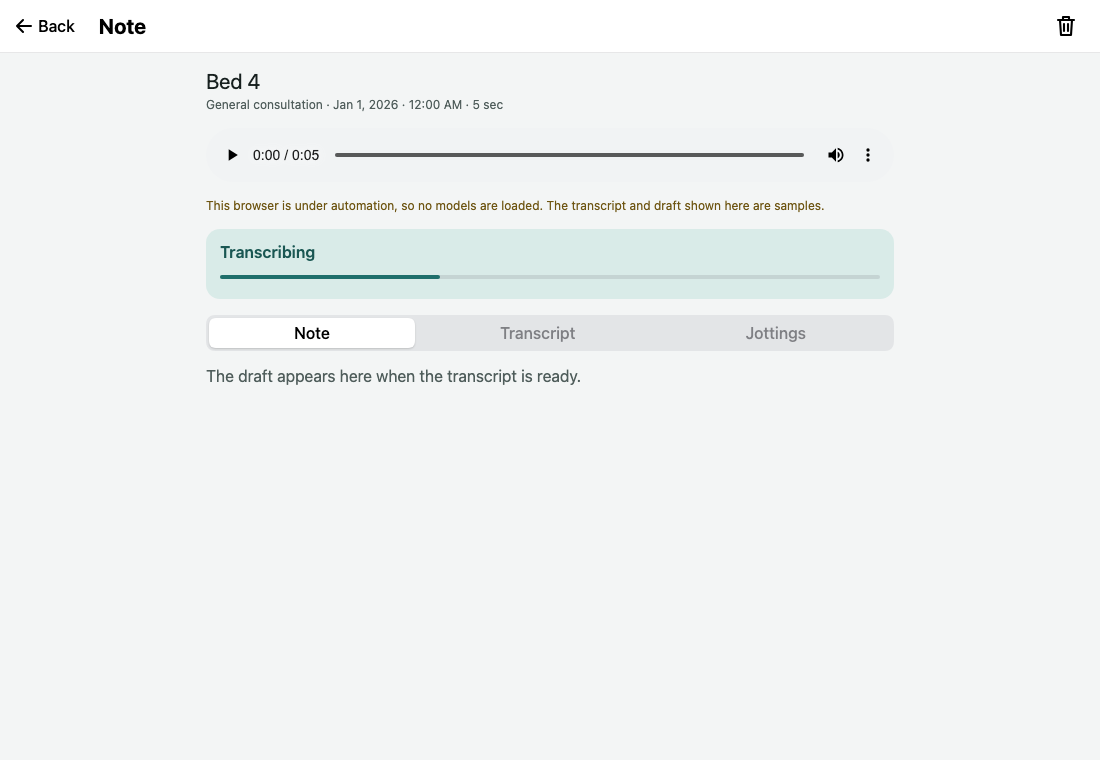 Back Note
Bed 4
General consultation · Jan 1, 2026 · 12:00 AM · 5 sec
0:00 / 0:05
This browser is under automation, so no models are loaded. The transcript and draft shown here are samples.
Transcribing
Note Transcript Jottings
The draft appears here when the transcript is ready.